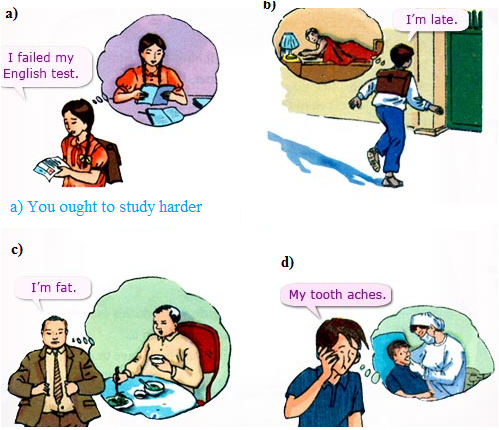 a)
I failed my
English test.
b)
I'm late.
a) You ought to study harder
c)
I'm fat.
d)
My tooth aches.